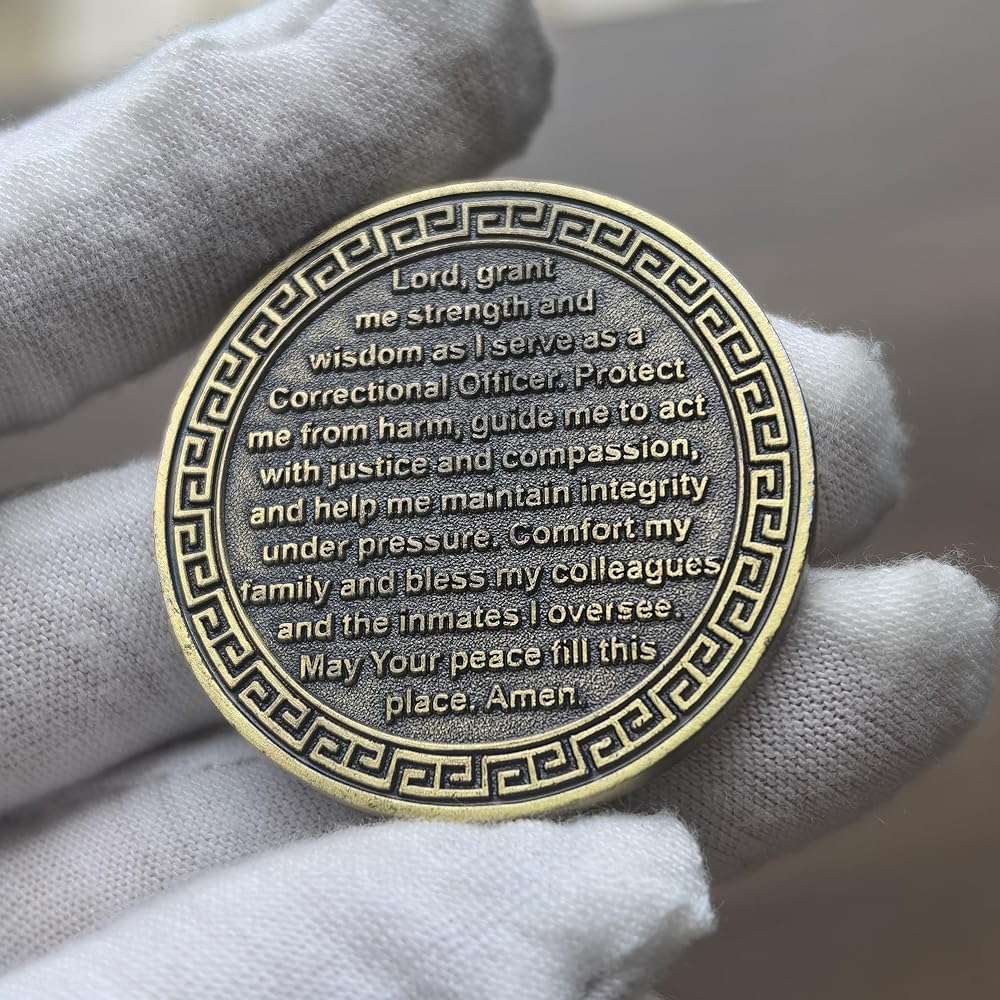 Lord, grant
me strength and
wisdom as I serve as a
Correctional Officer. Protect
me from harm, guide me to act
with justice and compassion,
and help me maintain integrity
under pressure. Comfort my
family and bless my colleagues
and the inmates I oversee.
May Your peace fill this
place. Amen.